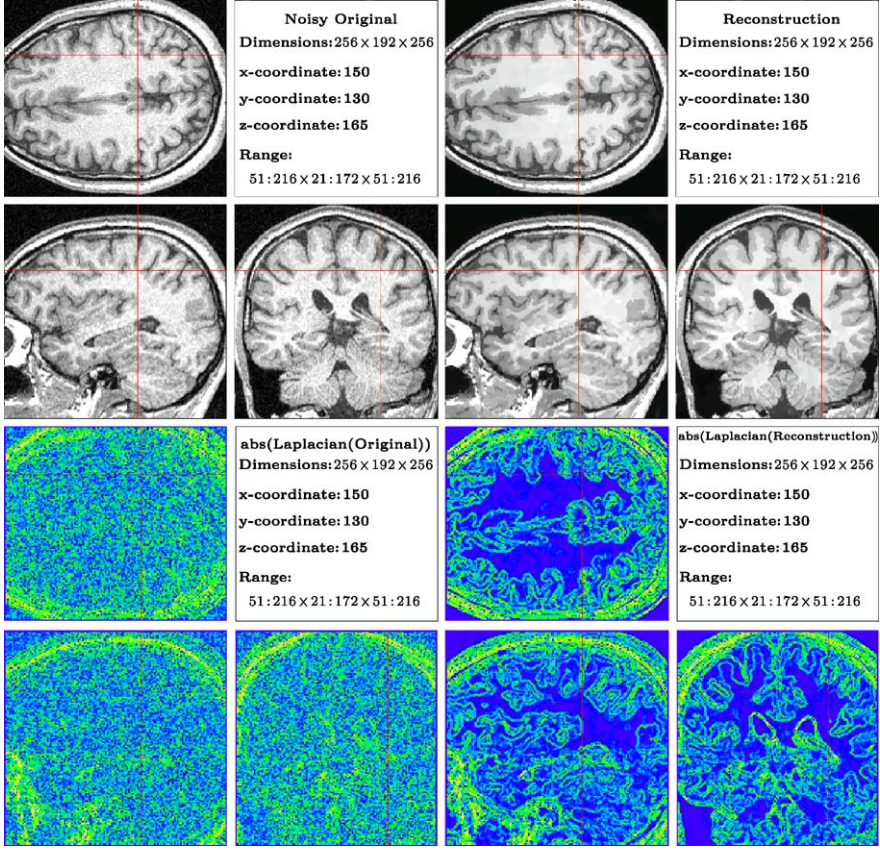 Noisy Original
Dimensions: 256 × 192 × 256
x-coordinate: 150
y-coordinate: 130
z-coordinate: 165
Range:
51:216 × 21:172 × 51:216
Reconstruction
Dimensions: 256 × 192 × 256
x-coordinate: 150
y-coordinate: 130
z-coordinate: 165
Range:
51:216 × 21:172 × 51:216
abs(Laplacian(Original))
Dimensions: 256 × 192 × 256
x-coordinate: 150
y-coordinate: 130
z-coordinate: 165
Range:
51:216 × 21:172 × 51:216
abs(Laplacian(Reconstruction))
Dimensions: 256 × 192 × 256
x-coordinate: 150
y-coordinate: 130
z-coordinate: 165
Range:
51:216 × 21:172 × 51:216